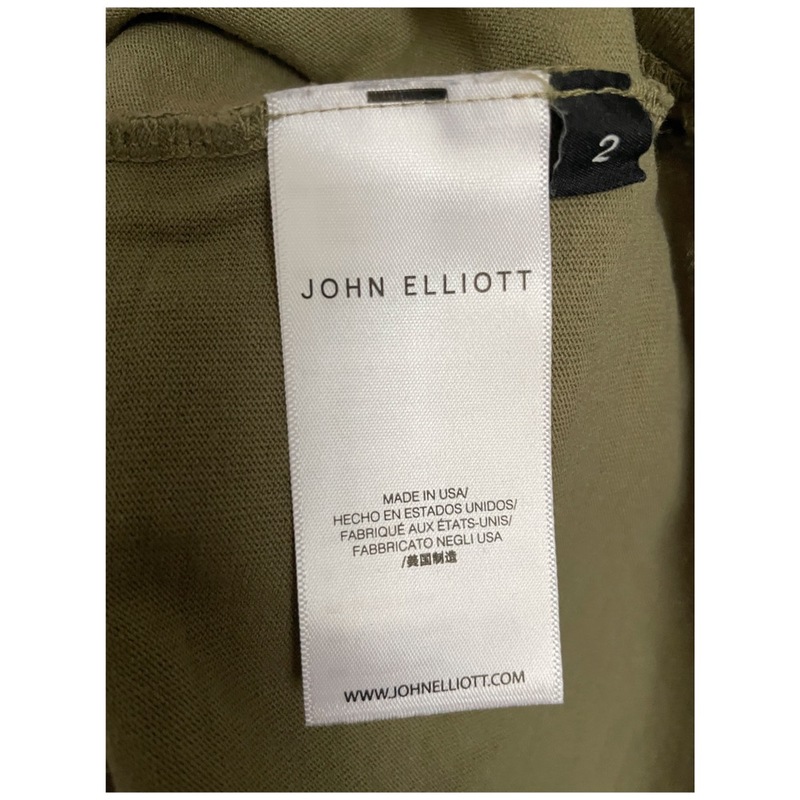 2
JOHN ELLIOTT
MADE IN USA/
HECHO EN ESTADOS UNIDOS/
FABRIQUÉ AUX ÉTATS-UNIS/
FABBRICATO NEGLI USA
/美国制造
WWW.JOHNELLIOTT.COM